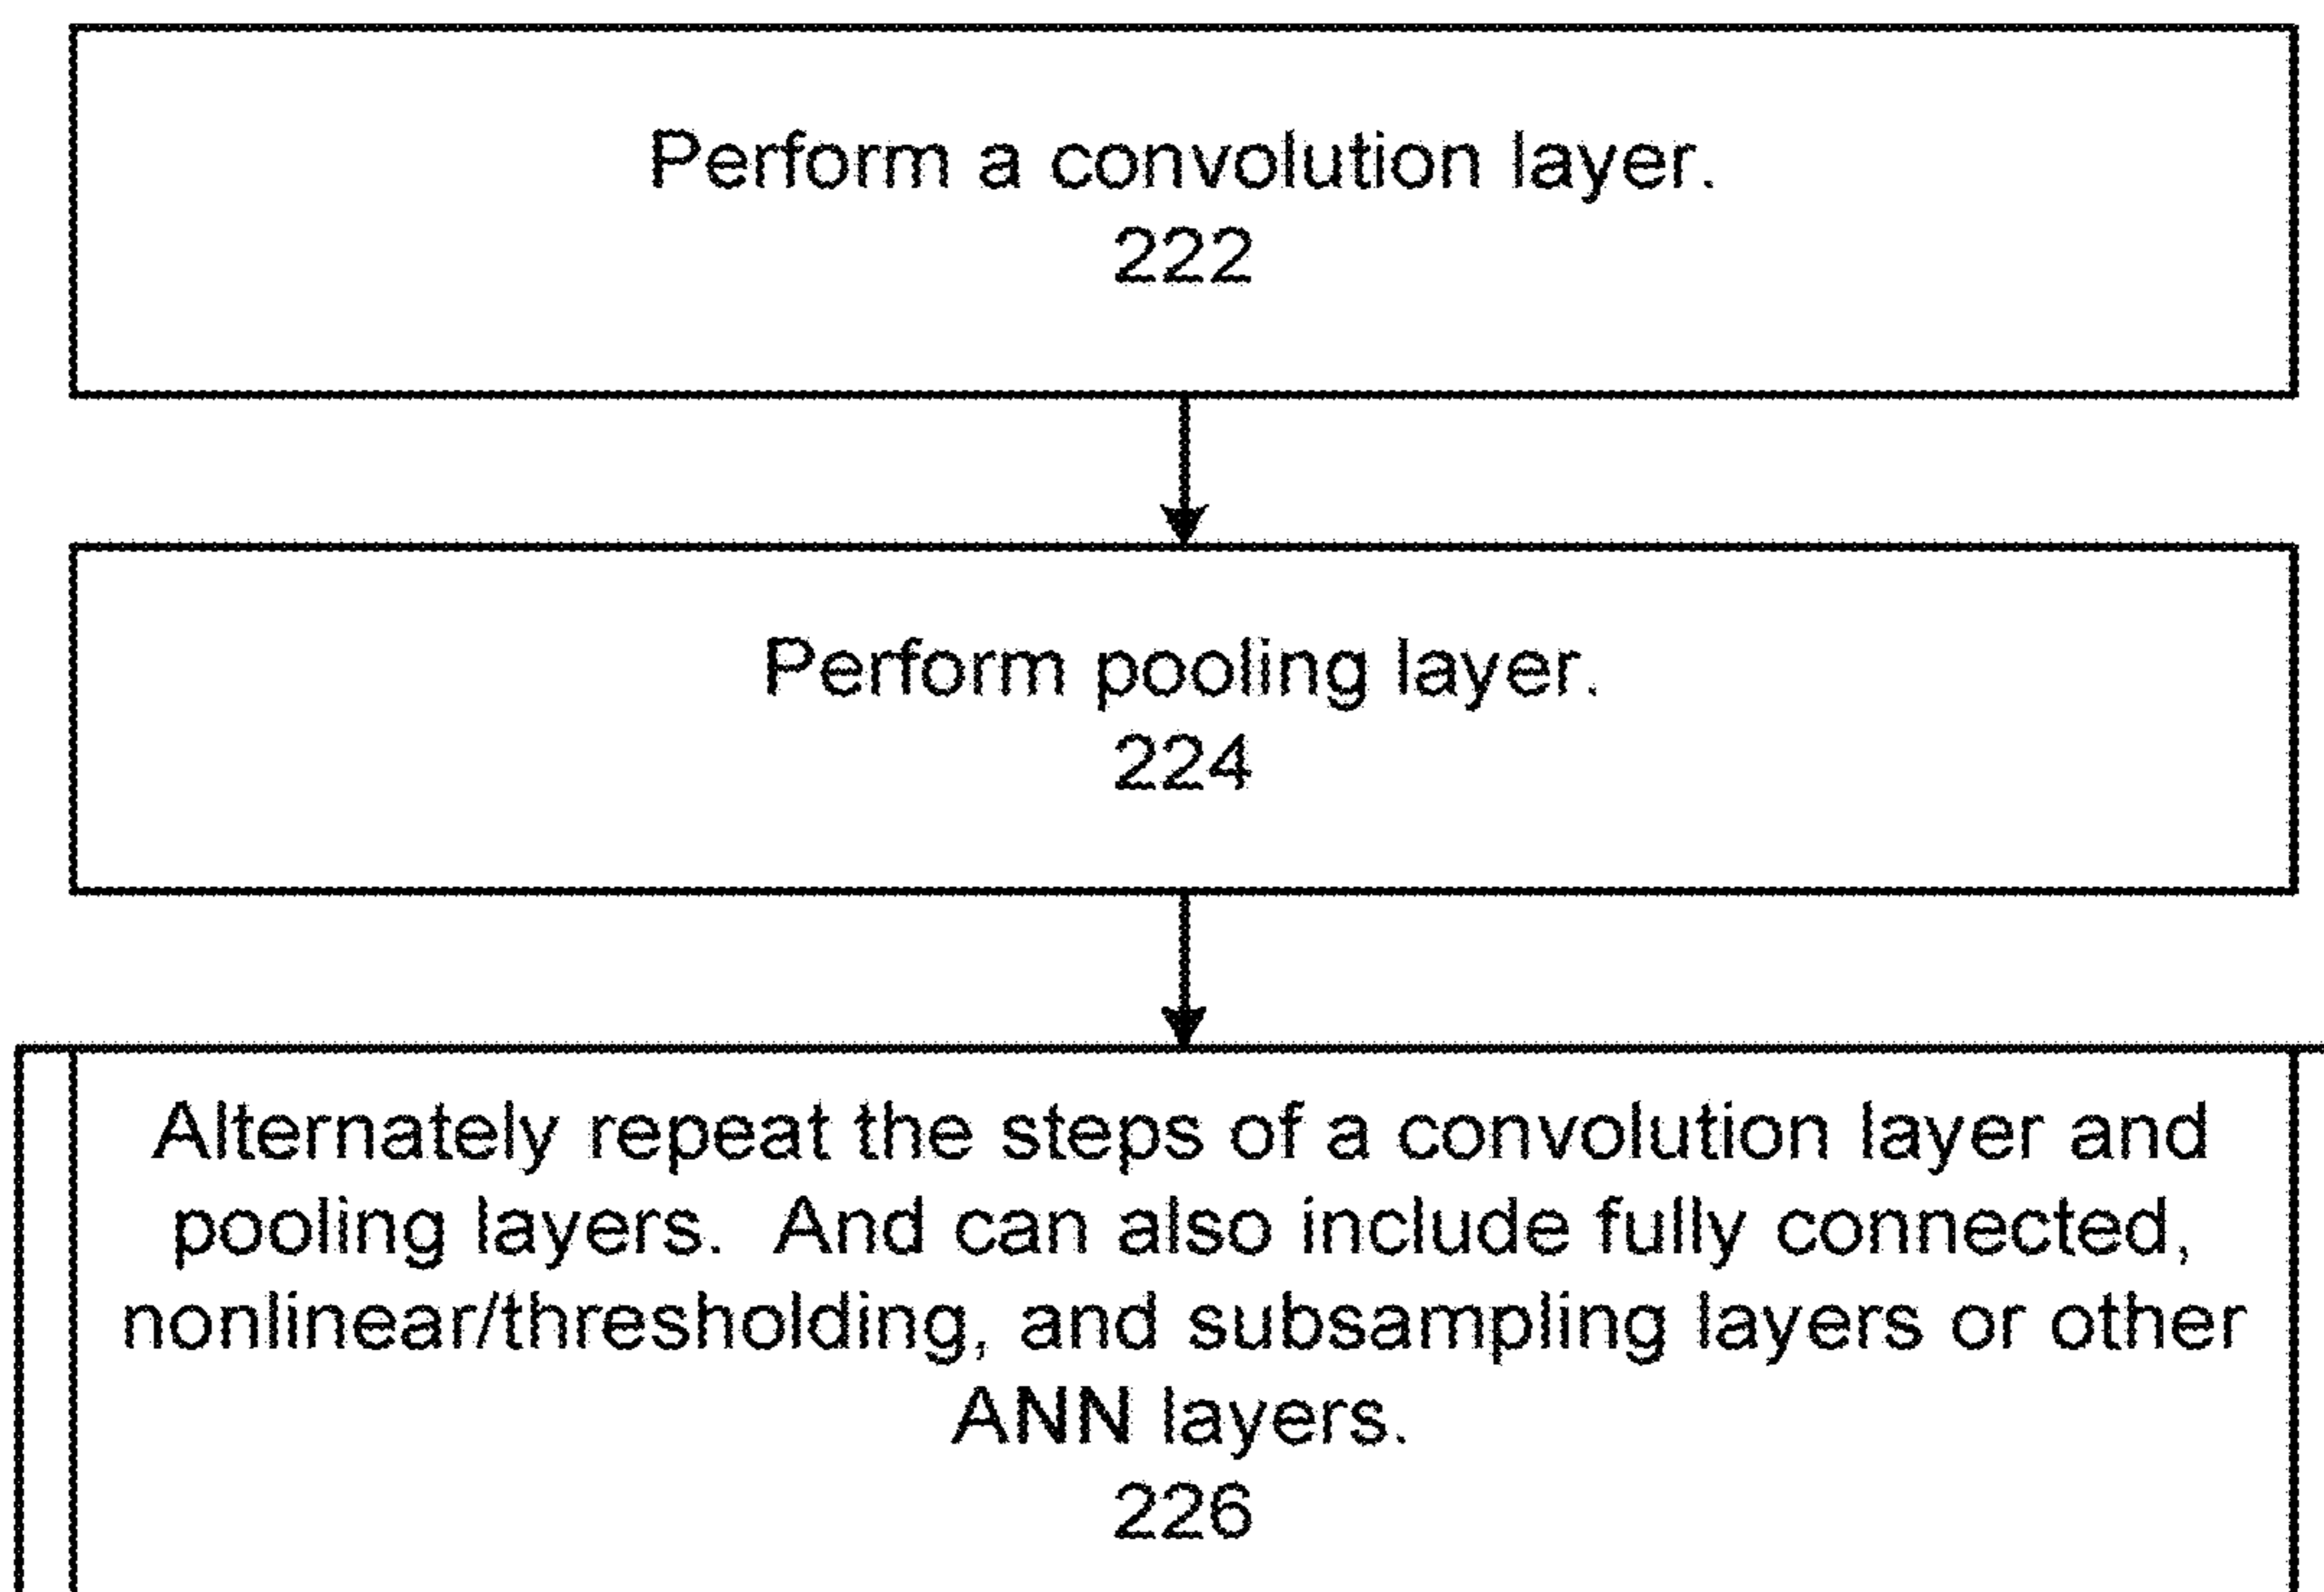 Perform a convolution layer.
222
Perform pooling layer.
224
Alternately repeat the steps of a convolution layer and
pooling layers.  And can also include fully connected,
nonlinear/thresholding, and subsampling layers or other
ANN layers.
226